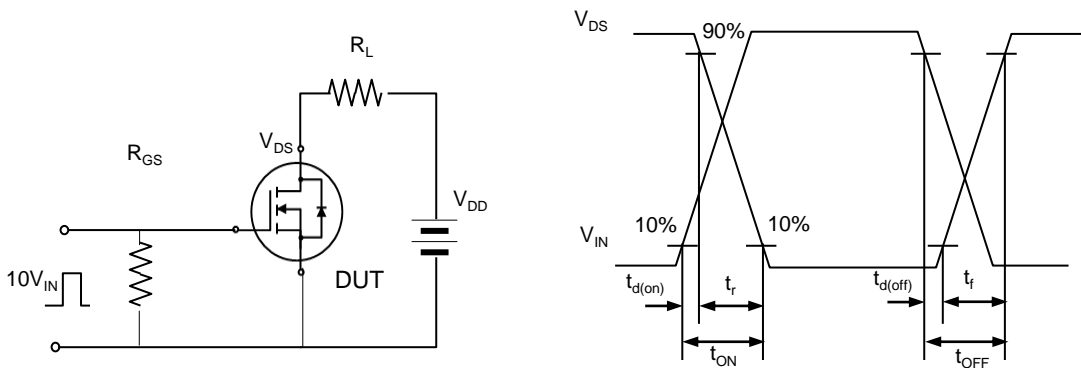 R_L
R_GS
V_DS
V_DD
10V_IN
DUT
V_DS
90%
10%
10%
V_IN
t_d(on)
t_r
t_d(off)
t_f
t_ON
t_OFF